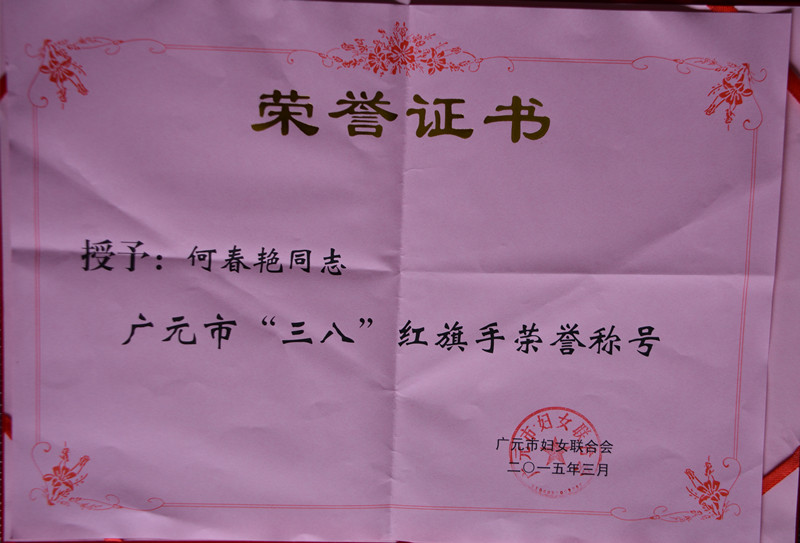 荣誉证书
授予：何春艳同志
广元市“三八”红旗手荣誉称号
广元市妇女联合会
二〇一五年三月